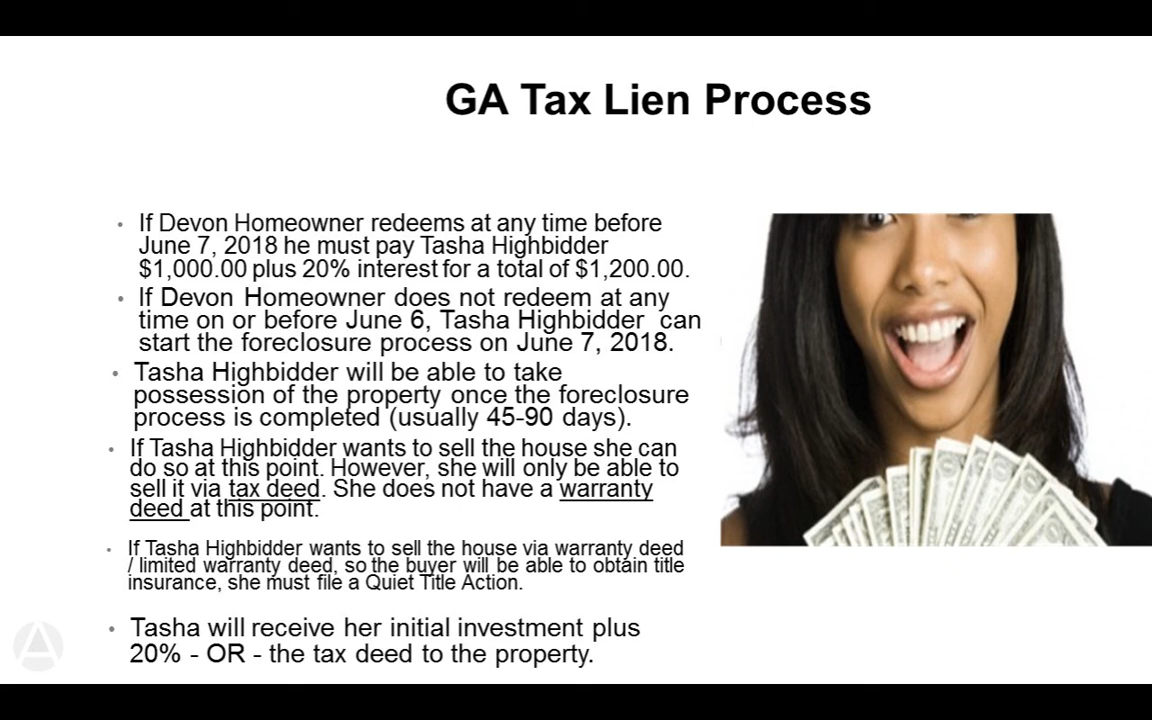 GA Tax Lien Process
• If Devon Homeowner redeems at any time before
June 7, 2018 he must pay Tasha Highbidder
$1,000.00 plus 20% interest for a total of $1,200.00.
• If Devon Homeowner does not redeem at any
time on or before June 6, Tasha Highbidder can
start the foreclosure process on June 7, 2018.
• Tasha Highbidder will be able to take
possession of the property once the foreclosure
process is completed (usually 45-90 days).
• If Tasha Highbidder wants to sell the house she can
do so at this point. However, she will only be able to
sell it via tax deed. She does not have a warranty
deed at this point.
• If Tasha Highbidder wants to sell the house via warranty deed
/ limited warranty deed, so the buyer will be able to obtain title
insurance, she must file a Quiet Title Action.
• Tasha will receive her initial investment plus
20% - OR - the tax deed to the property.